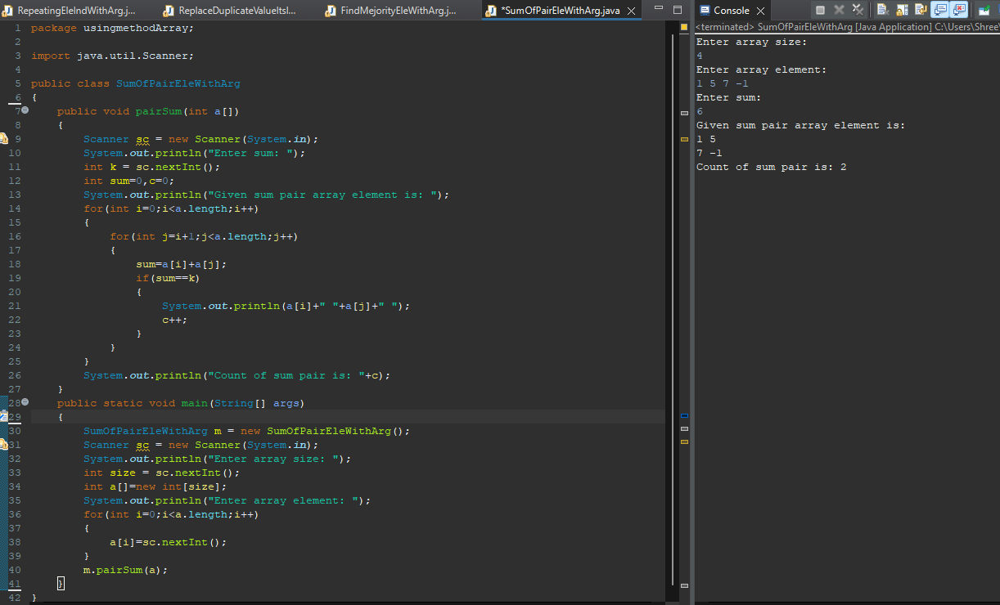 RepeatingEleIndWithArg.j... ReplaceDuplicateValueItsI... FindMejorityEleWithArg.j... *SumOfPairEleWithArg.java
1 package usingmethodArray;
2
3 import java.util.Scanner;
4
5 public class SumOfPairEleWithArg
6 {
7 public void pairSum(int a[])
8 {
9 Scanner sc = new Scanner(System.in);
10 System.out.println("Enter sum: ");
11 int k = sc.nextInt();
12 int sum=0,c=0;
13 System.out.println("Given sum pair array element is: ");
14 for(int i=0;i<a.length;i++)
15 {
16 for(int j=i+1;j<a.length;j++)
17 {
18 sum=a[i]+a[j];
19 if(sum==k)
20 {
21 System.out.println(a[i]+" "+a[j]+" ");
22 c++;
23 }
24 }
25 }
26 System.out.println("Count of sum pair is: "+c);
27 }
28 public static void main(String[] args)
29 {
30 SumOfPairEleWithArg m = new SumOfPairEleWithArg();
31 Scanner sc = new Scanner(System.in);
32 System.out.println("Enter array size: ");
33 int size = sc.nextInt();
34 int a[]=new int[size];
35 System.out.println("Enter array element: ");
36 for(int i=0;i<a.length;i++)
37 {
38 a[i]=sc.nextInt();
39 }
40 m.pairSum(a);
41 }
42 }
Console
<terminated> SumOfPairEleWithArg [Java Application] C:\Users\Shree
Enter array size:
4
Enter array element:
1 5 7 -1
Enter sum:
6
Given sum pair array element is:
1 5
7 -1
Count of sum pair is: 2